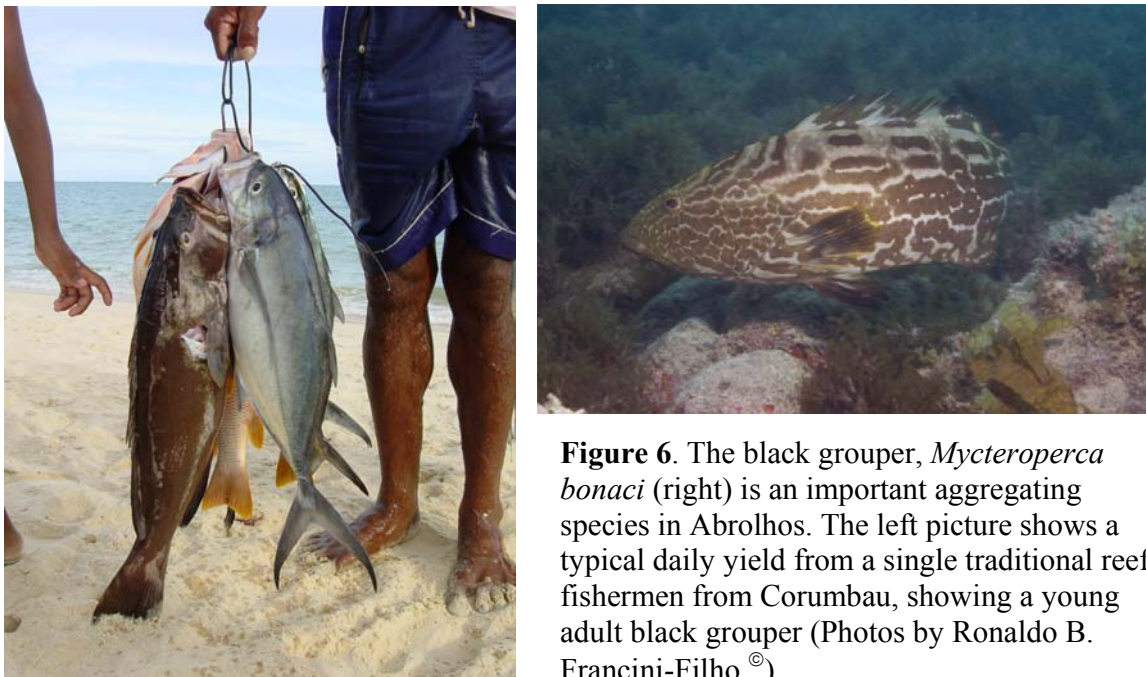 Figure 6. The black grouper, Mycteroperca
bonaci (right) is an important aggregating
species in Abrolhos. The left picture shows a
typical daily yield from a single traditional reef
fishermen from Corumbau, showing a young
adult black grouper (Photos by Ronaldo B.
Francini-Filho ©)